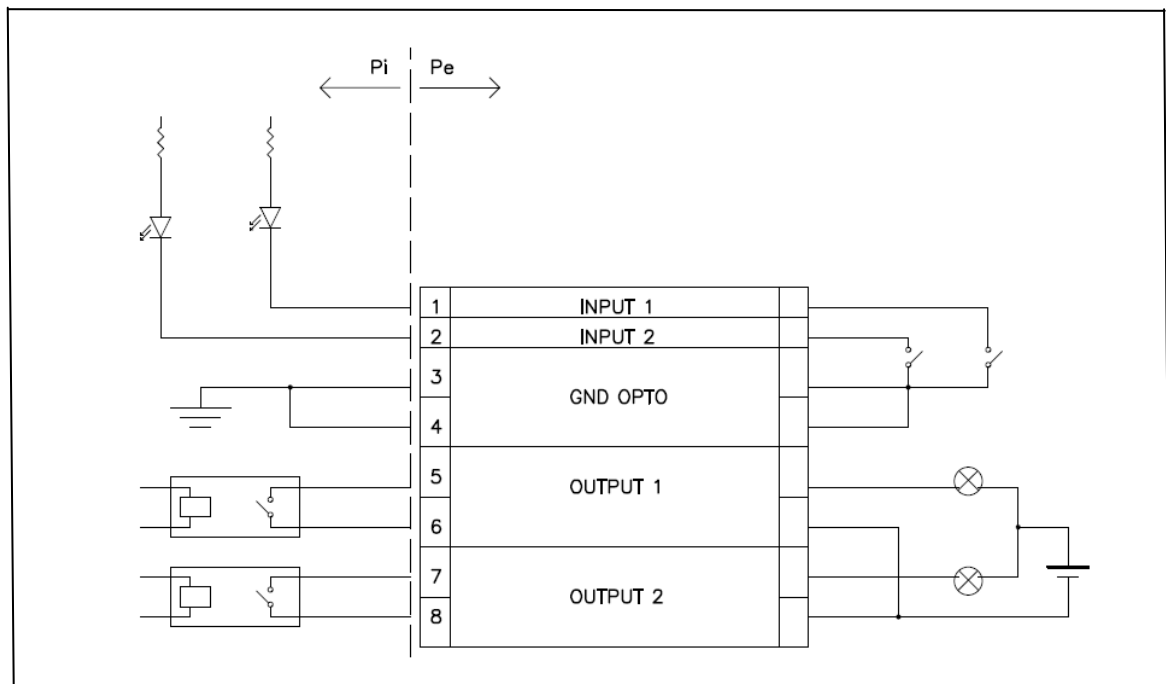 Pi Pe
1 INPUT 1
2 INPUT 2
3
GND OPTO
4
5
OUTPUT 1
6
7
OUTPUT 2
8